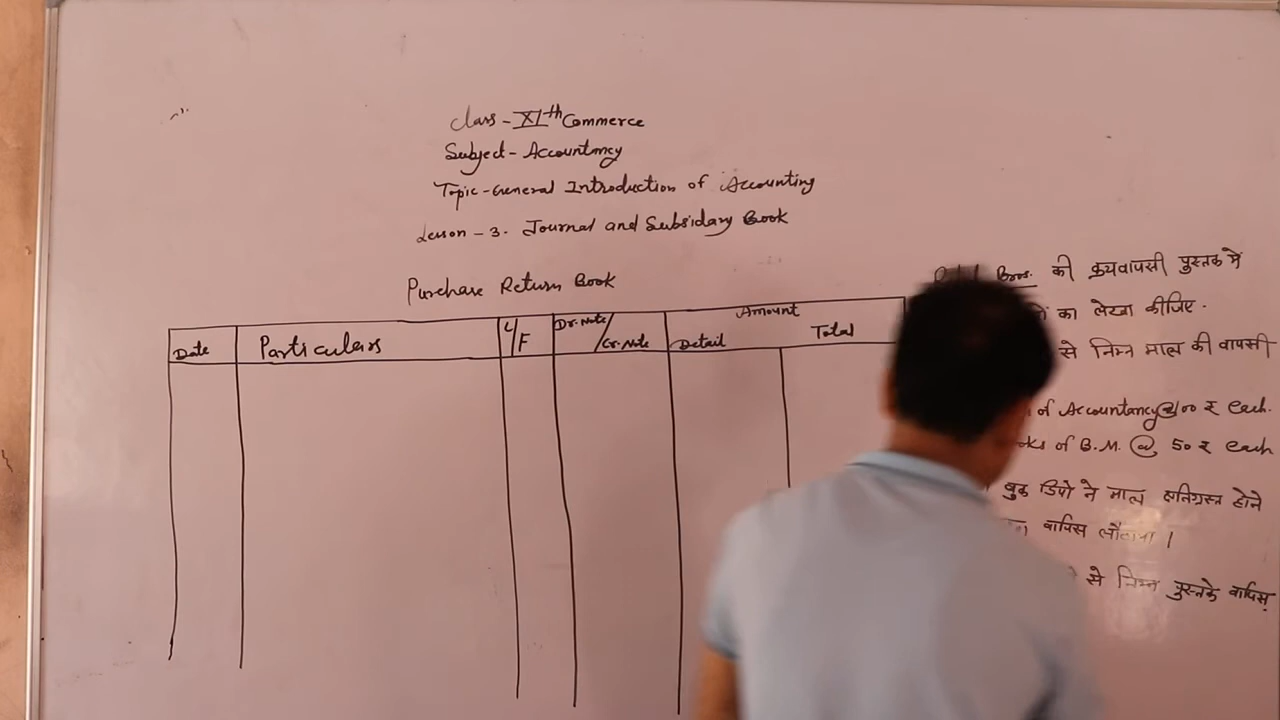 Class - XIth Commerce
Subject - Accountancy
Topic - General Introduction of Accounting
Lesson - 3. Journal and Subsidary Book
Purchase Return Book
Date
Particulars
L/F
Dr. Note/Cr. Note
Amount
Detail
Total
Bros. की क्रयवापसी पुस्तक में
का लेखा कीजिए.
से निम्न माल की वापसी
of Accountancy @ ₹ each.
of B.M. @ 50 ₹ each
बुक डिपो ने माल क्षतिग्रस्त होने
वापिस लौटाया।
से निम्न पुस्तकें वापिस